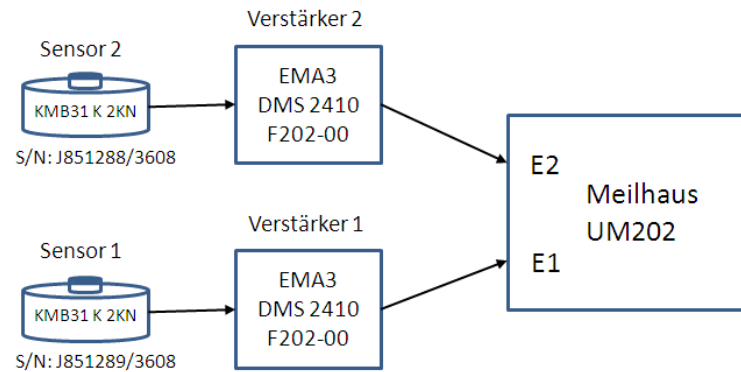 Verstärker 2
Sensor 2
KMB31 K 2KN
S/N: J851288/3608
EMA3
DMS 2410
F202-00
E2
Meilhaus
UM202
E1
Verstärker 1
Sensor 1
KMB31 K 2KN
S/N: J851289/3608
EMA3
DMS 2410
F202-00